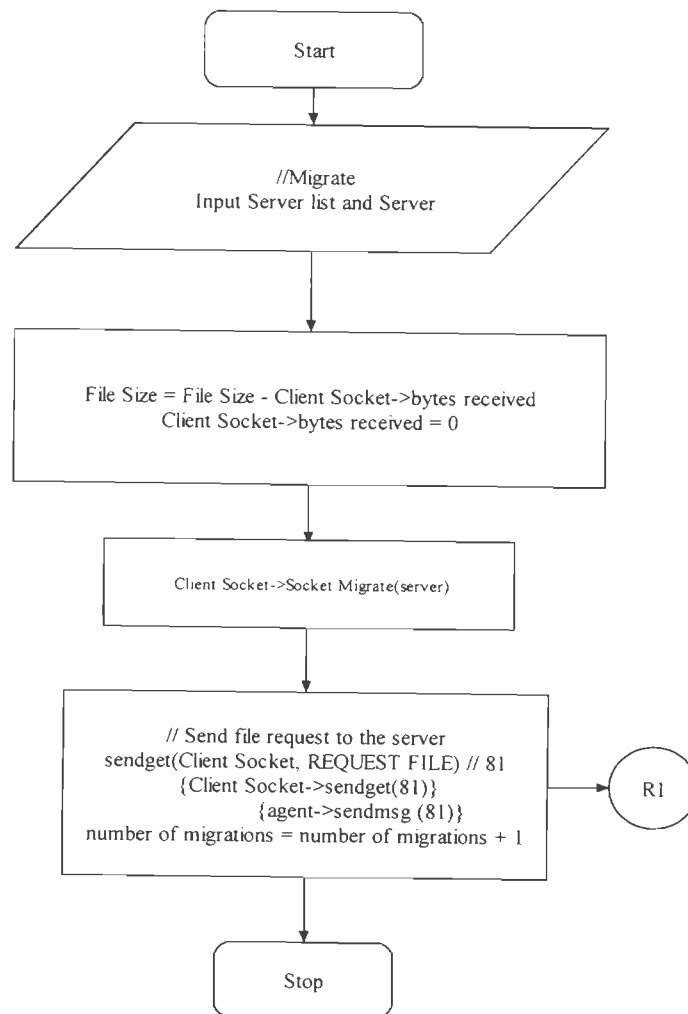 Start
//Migrate
Input Server list and Server
File Size = File Size - Client Socket->bytes received
Client Socket->bytes received = 0
Client Socket->Socket Migrate(server)
// Send file request to the server
sendget(Client Socket, REQUEST FILE) // 81
{Client Socket->sendget(81)}
{agent->sendmsg (81)}
number of migrations = number of migrations + 1
R1
Stop